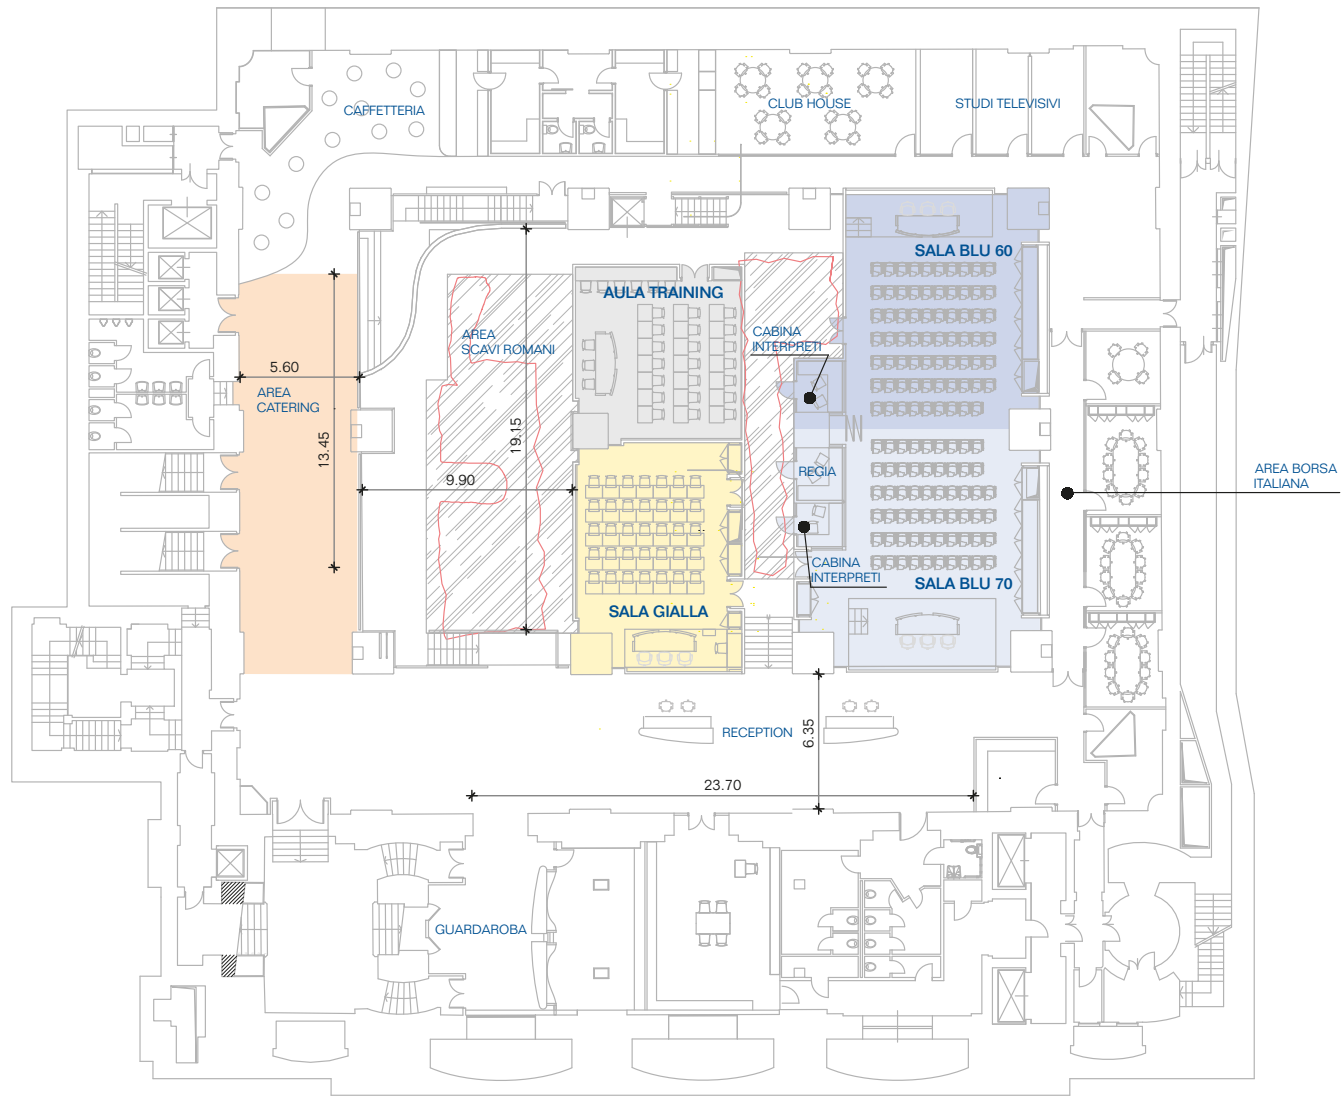 CAFFETTERIA
CLUB HOUSE
STUDI TELEVISIVI
SALA BLU 60
AULA TRAINING
CABINA
INTERPRETI
AREA
SCAVI ROMANI
5.60
AREA
CATERING
13.45
19.15
9.90
REGIA
AREA BORSA
ITALIANA
CABINA
INTERPRETI
SALA BLU 70
SALA GIALLA
RECEPTION
6.35
23.70
GUARDAROBA